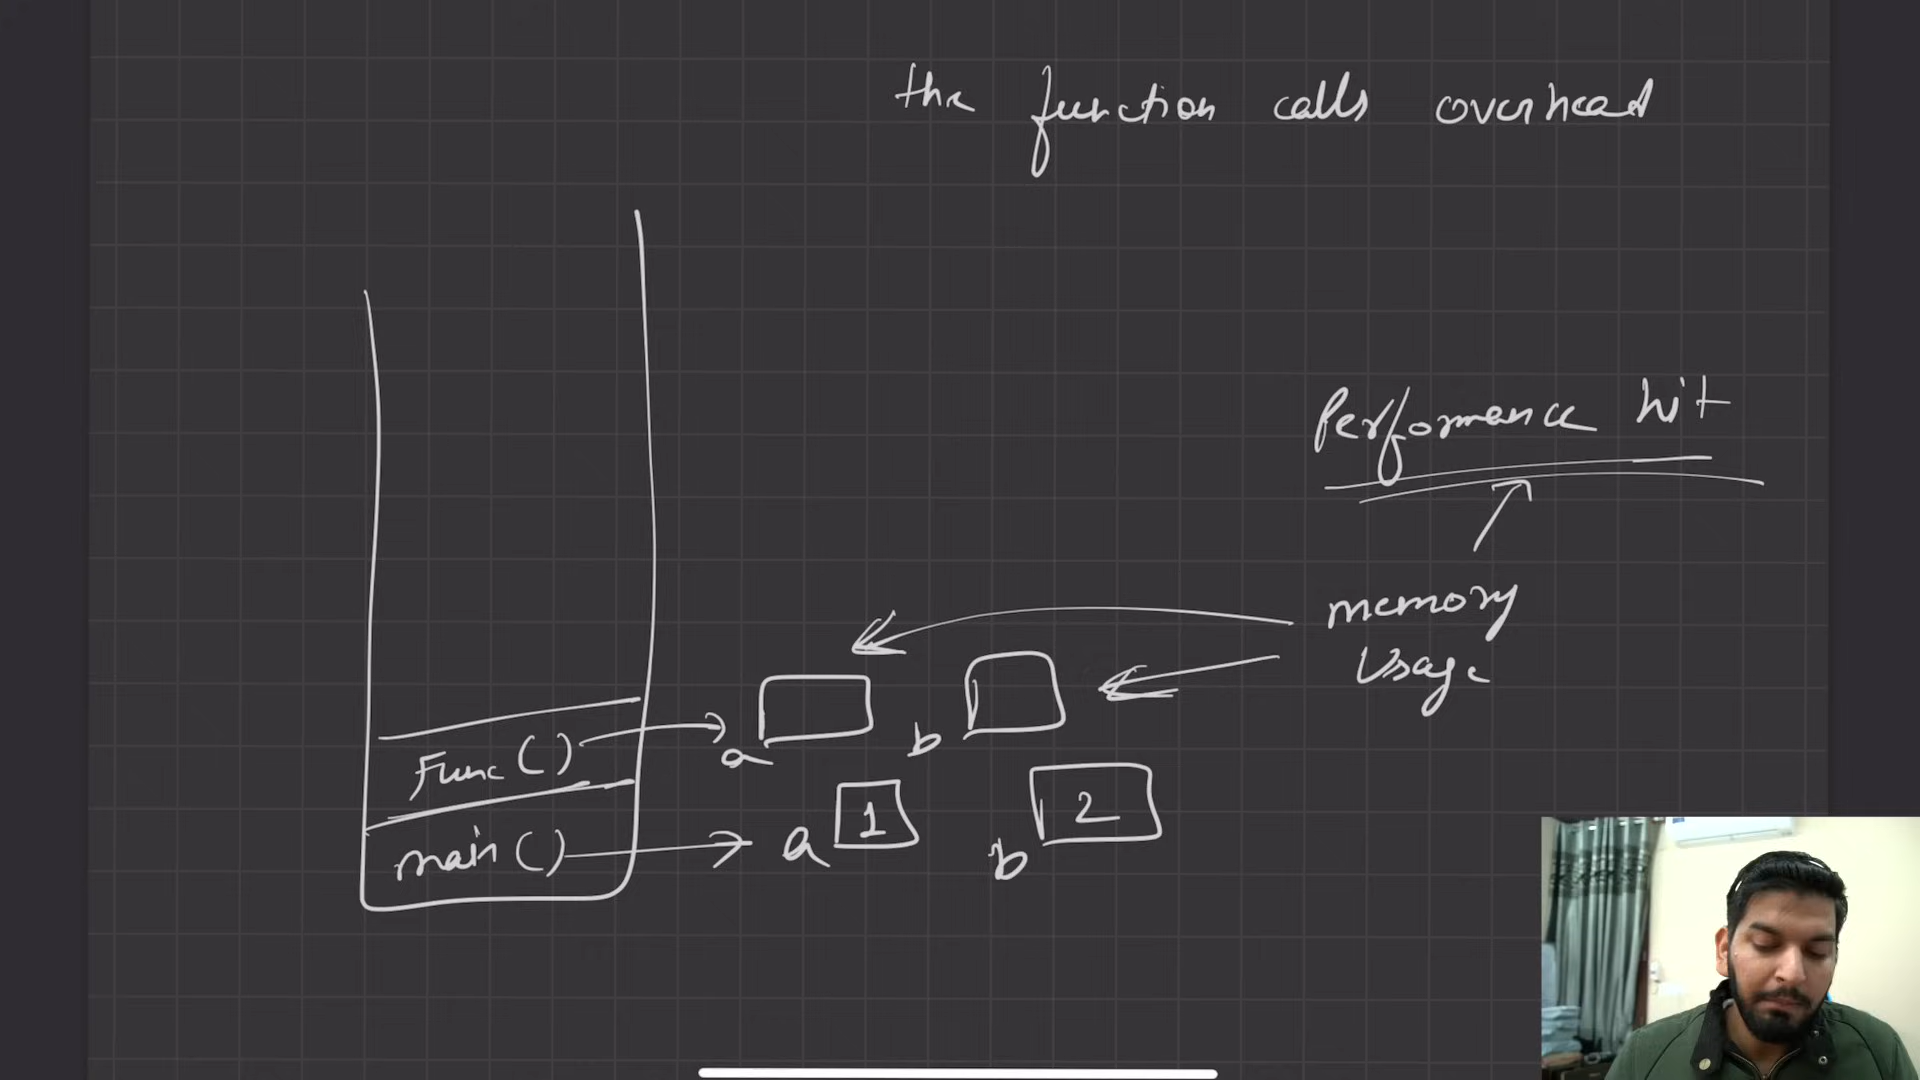 the function calls overhead
Performance hit
memory
Usage
Func()
a
b
main()
a 1
b 2